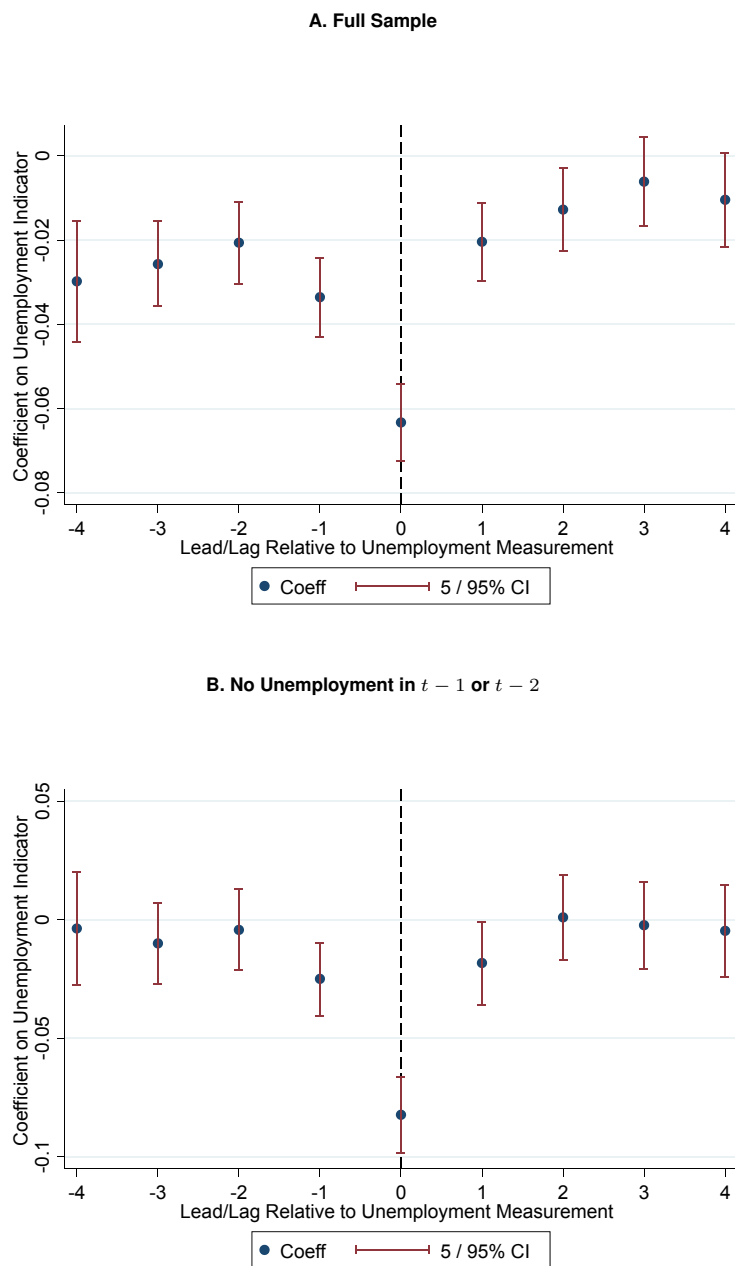 A. Full Sample
Coefficient on Unemployment Indicator
0
-0.02
-0.04
-0.06
-0.08
-4 -3 -2 -1 0 1 2 3 4
Lead/Lag Relative to Unemployment Measurement
Coeff 5 / 95% CI
B. No Unemployment in t − 1 or t − 2
Coefficient on Unemployment Indicator
0.05
0
-0.05
-0.1
-4 -3 -2 -1 0 1 2 3 4
Lead/Lag Relative to Unemployment Measurement
Coeff 5 / 95% CI